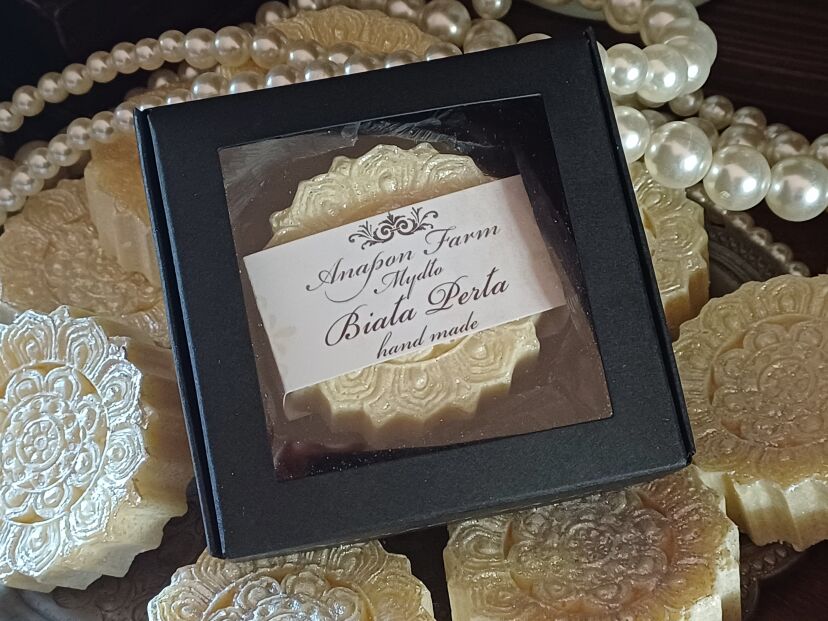 Anapon Farm
Mydło
Biała Perła
hand made